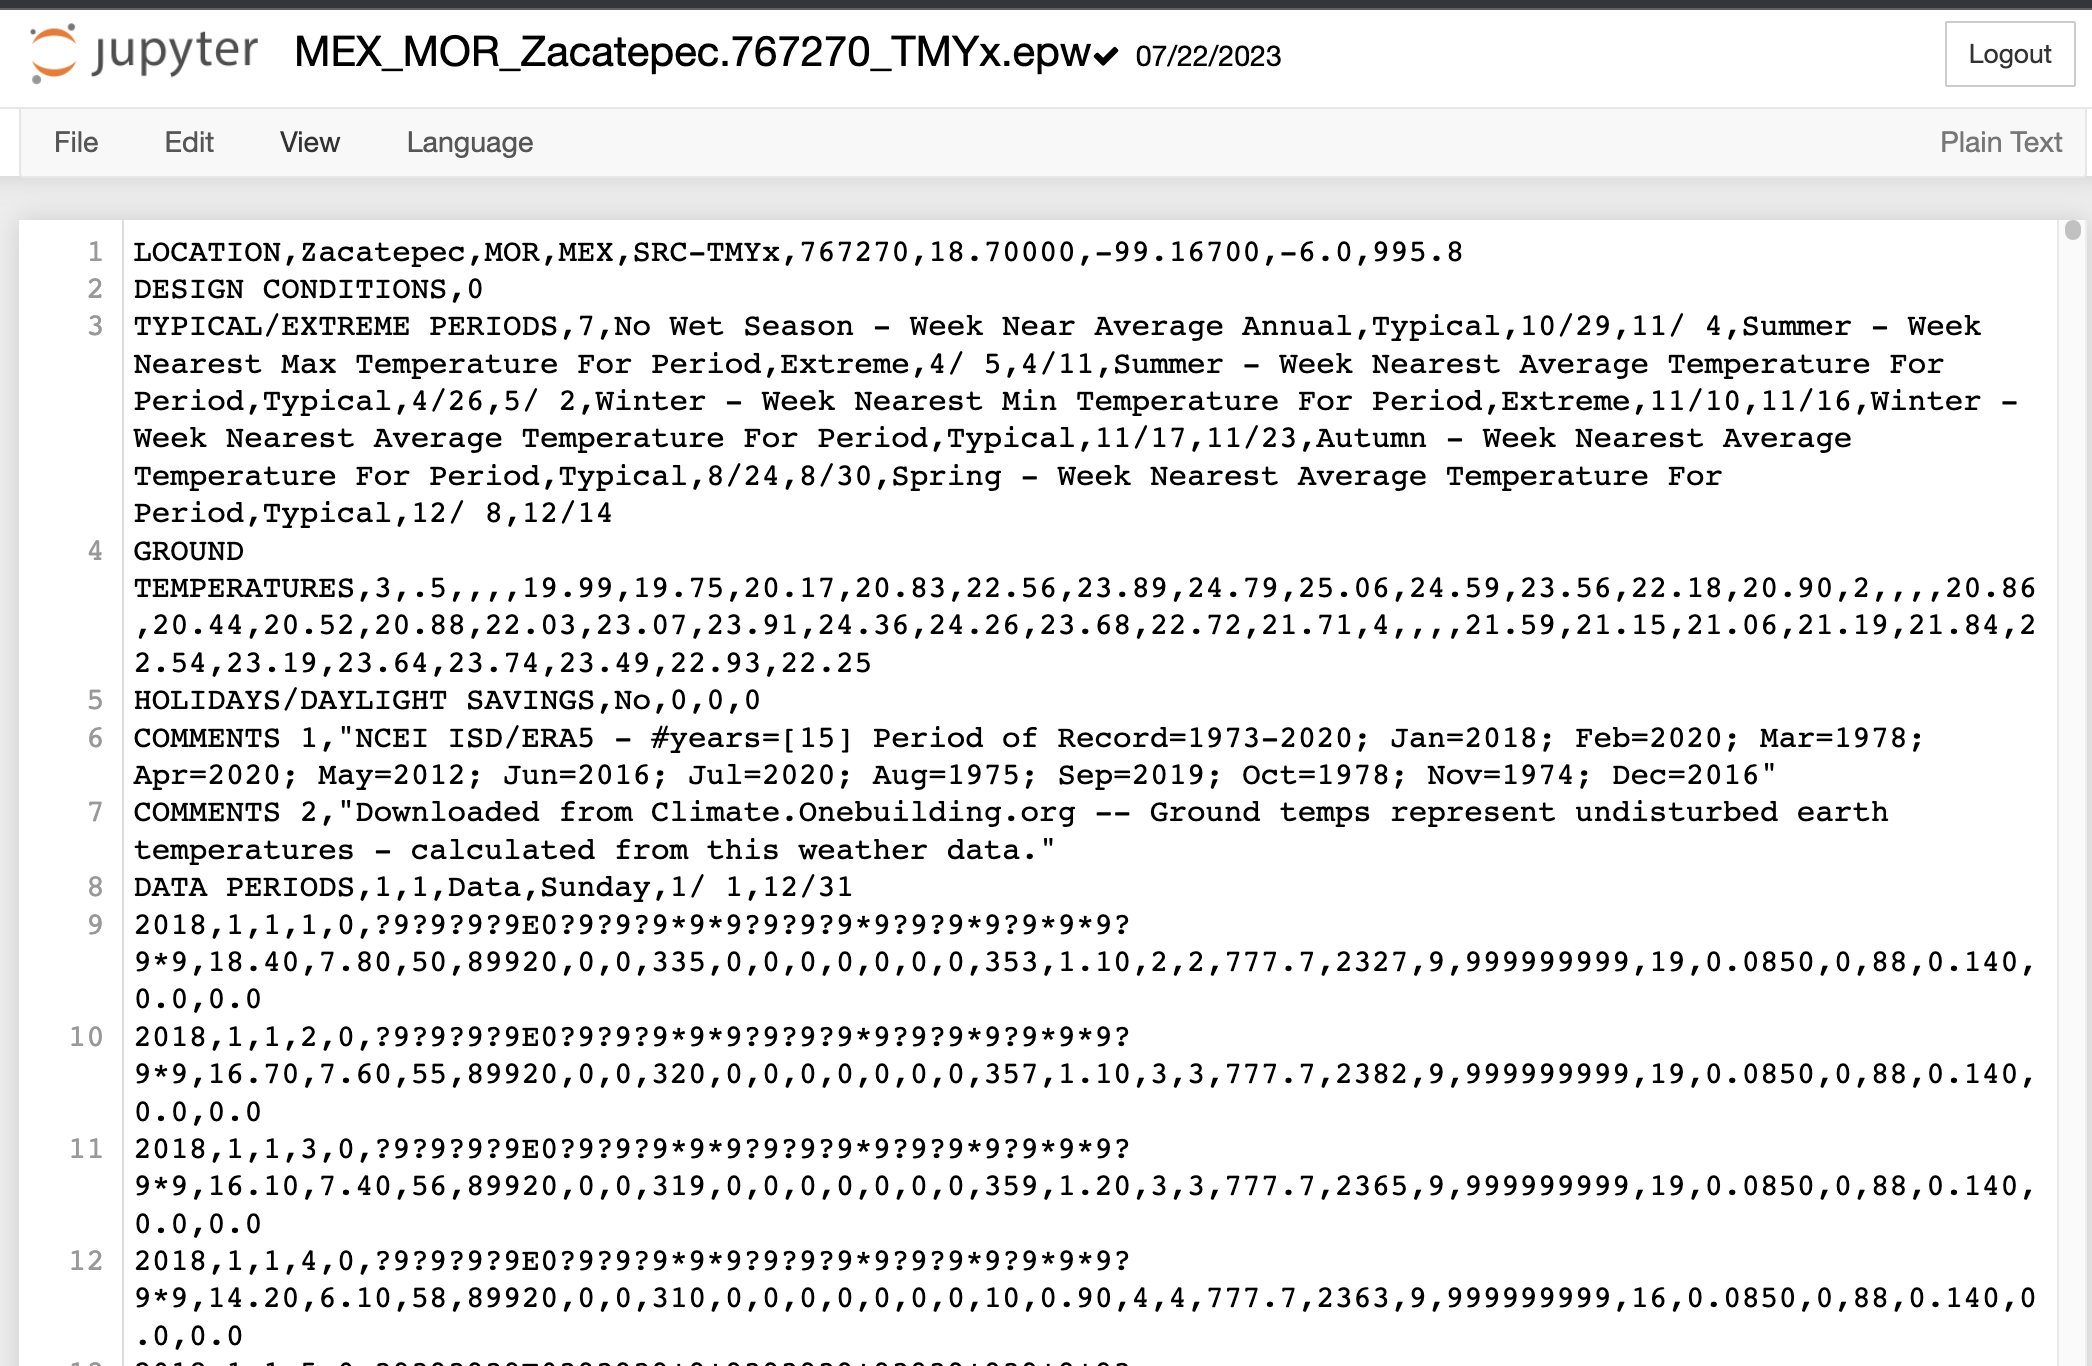 jupyter MEX_MOR_Zacatepec.767270_TMYx.epw✔ 07/22/2023 Logout
File Edit View Language Plain Text
1 LOCATION,Zacatepec,MOR,MEX,SRC-TMYx,767270,18.70000,-99.16700,-6.0,995.8
2 DESIGN CONDITIONS,0
3 TYPICAL/EXTREME PERIODS,7,No Wet Season - Week Near Average Annual,Typical,10/29,11/ 4,Summer - Week
Nearest Max Temperature For Period,Extreme,4/ 5,4/11,Summer - Week Nearest Average Temperature For
Period,Typical,4/26,5/ 2,Winter - Week Nearest Min Temperature For Period,Extreme,11/10,11/16,Winter -
Week Nearest Average Temperature For Period,Typical,11/17,11/23,Autumn - Week Nearest Average
Temperature For Period,Typical,8/24,8/30,Spring - Week Nearest Average Temperature For
Period,Typical,12/ 8,12/14
4 GROUND
TEMPERATURES,3,.5,,,,19.99,19.75,20.17,20.83,22.56,23.89,24.79,25.06,24.59,23.56,22.18,20.90,2,,,,20.86
,20.44,20.52,20.88,22.03,23.07,23.91,24.36,24.26,23.68,22.72,21.71,4,,,,21.59,21.15,21.06,21.19,21.84,2
2.54,23.19,23.64,23.74,23.49,22.93,22.25
5 HOLIDAYS/DAYLIGHT SAVINGS,No,0,0,0
6 COMMENTS 1,"NCEI ISD/ERA5 - #years=[15] Period of Record=1973-2020; Jan=2018; Feb=2020; Mar=1978;
Apr=2020; May=2012; Jun=2016; Jul=2020; Aug=1975; Sep=2019; Oct=1978; Nov=1974; Dec=2016"
7 COMMENTS 2,"Downloaded from Climate.Onebuilding.org -- Ground temps represent undisturbed earth
temperatures - calculated from this weather data."
8 DATA PERIODS,1,1,Data,Sunday,1/ 1,12/31
9 2018,1,1,1,0,?9?9?9?9E0?9?9?9*9*9?9?9?9*9?9?9*9?9*9*9?
9*9,18.40,7.80,50,89920,0,0,335,0,0,0,0,0,0,0,353,1.10,2,2,777.7,2327,9,999999999,19,0.0850,0,88,0.140,
0.0,0.0
10 2018,1,1,2,0,?9?9?9?9E0?9?9?9*9*9?9?9?9*9?9?9*9?9*9*9?
9*9,16.70,7.60,55,89920,0,0,320,0,0,0,0,0,0,0,357,1.10,3,3,777.7,2382,9,999999999,19,0.0850,0,88,0.140,
0.0,0.0
11 2018,1,1,3,0,?9?9?9?9E0?9?9?9*9*9?9?9?9*9?9?9*9?9*9*9?
9*9,16.10,7.40,56,89920,0,0,319,0,0,0,0,0,0,0,359,1.20,3,3,777.7,2365,9,999999999,19,0.0850,0,88,0.140,
0.0,0.0
12 2018,1,1,4,0,?9?9?9?9E0?9?9?9*9*9?9?9?9*9?9?9*9?9*9*9?
9*9,14.20,6.10,58,89920,0,0,310,0,0,0,0,0,0,0,10,0.90,4,4,777.7,2363,9,999999999,16,0.0850,0,88,0.140,0
.0,0.0